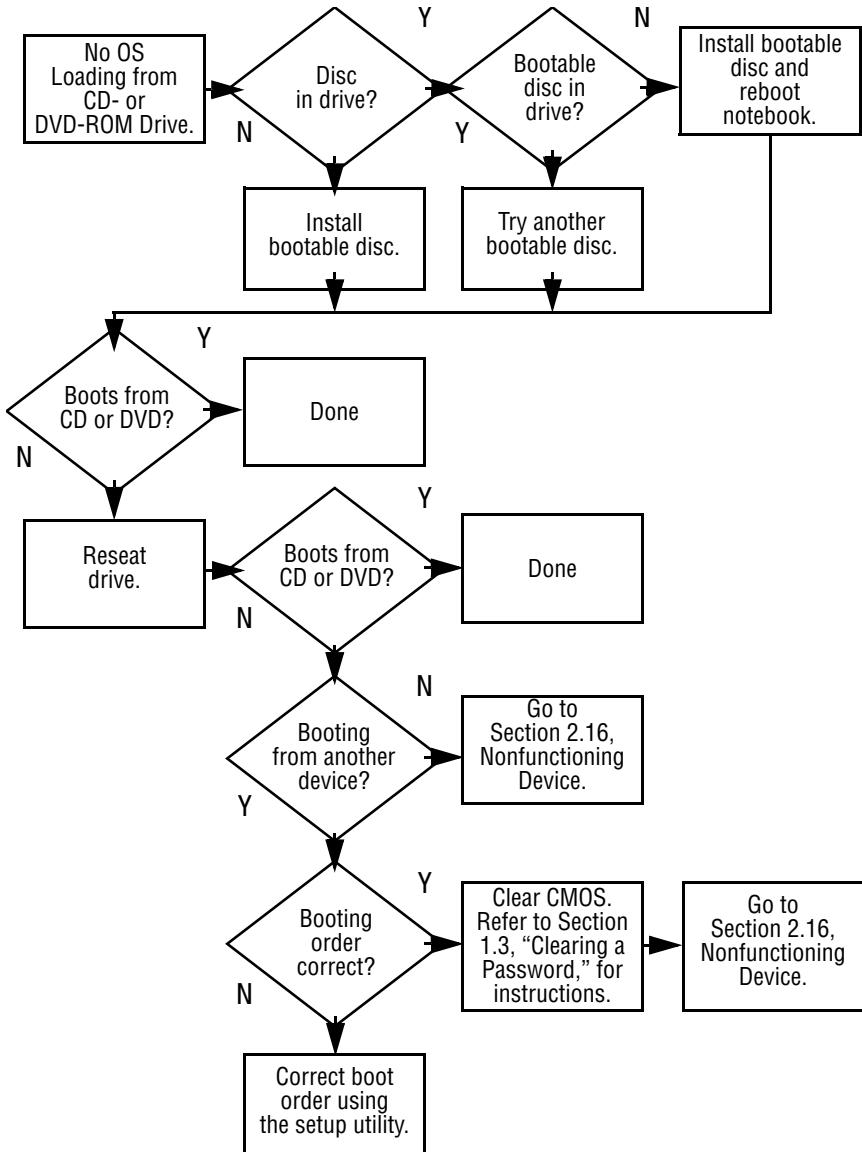 No OS
Loading from
CD- or
DVD-ROM Drive.
Disc
in drive?
Y
N
Bootable
disc in
drive?
N
Y
Install bootable
disc and
reboot
notebook.
Install
bootable disc.
Try another
bootable disc.
Boots from
CD or DVD?
Y
N
Done
Reseat
drive.
Boots from
CD or DVD?
Y
N
Done
Booting
from another
device?
N
Y
Go to
Section 2.16,
Nonfunctioning
Device.
Booting
order
correct?
Y
N
Clear CMOS.
Refer to Section
1.3, “Clearing a
Password,” for
instructions.
Go to
Section 2.16,
Nonfunctioning
Device.
Correct boot
order using
the setup utility.